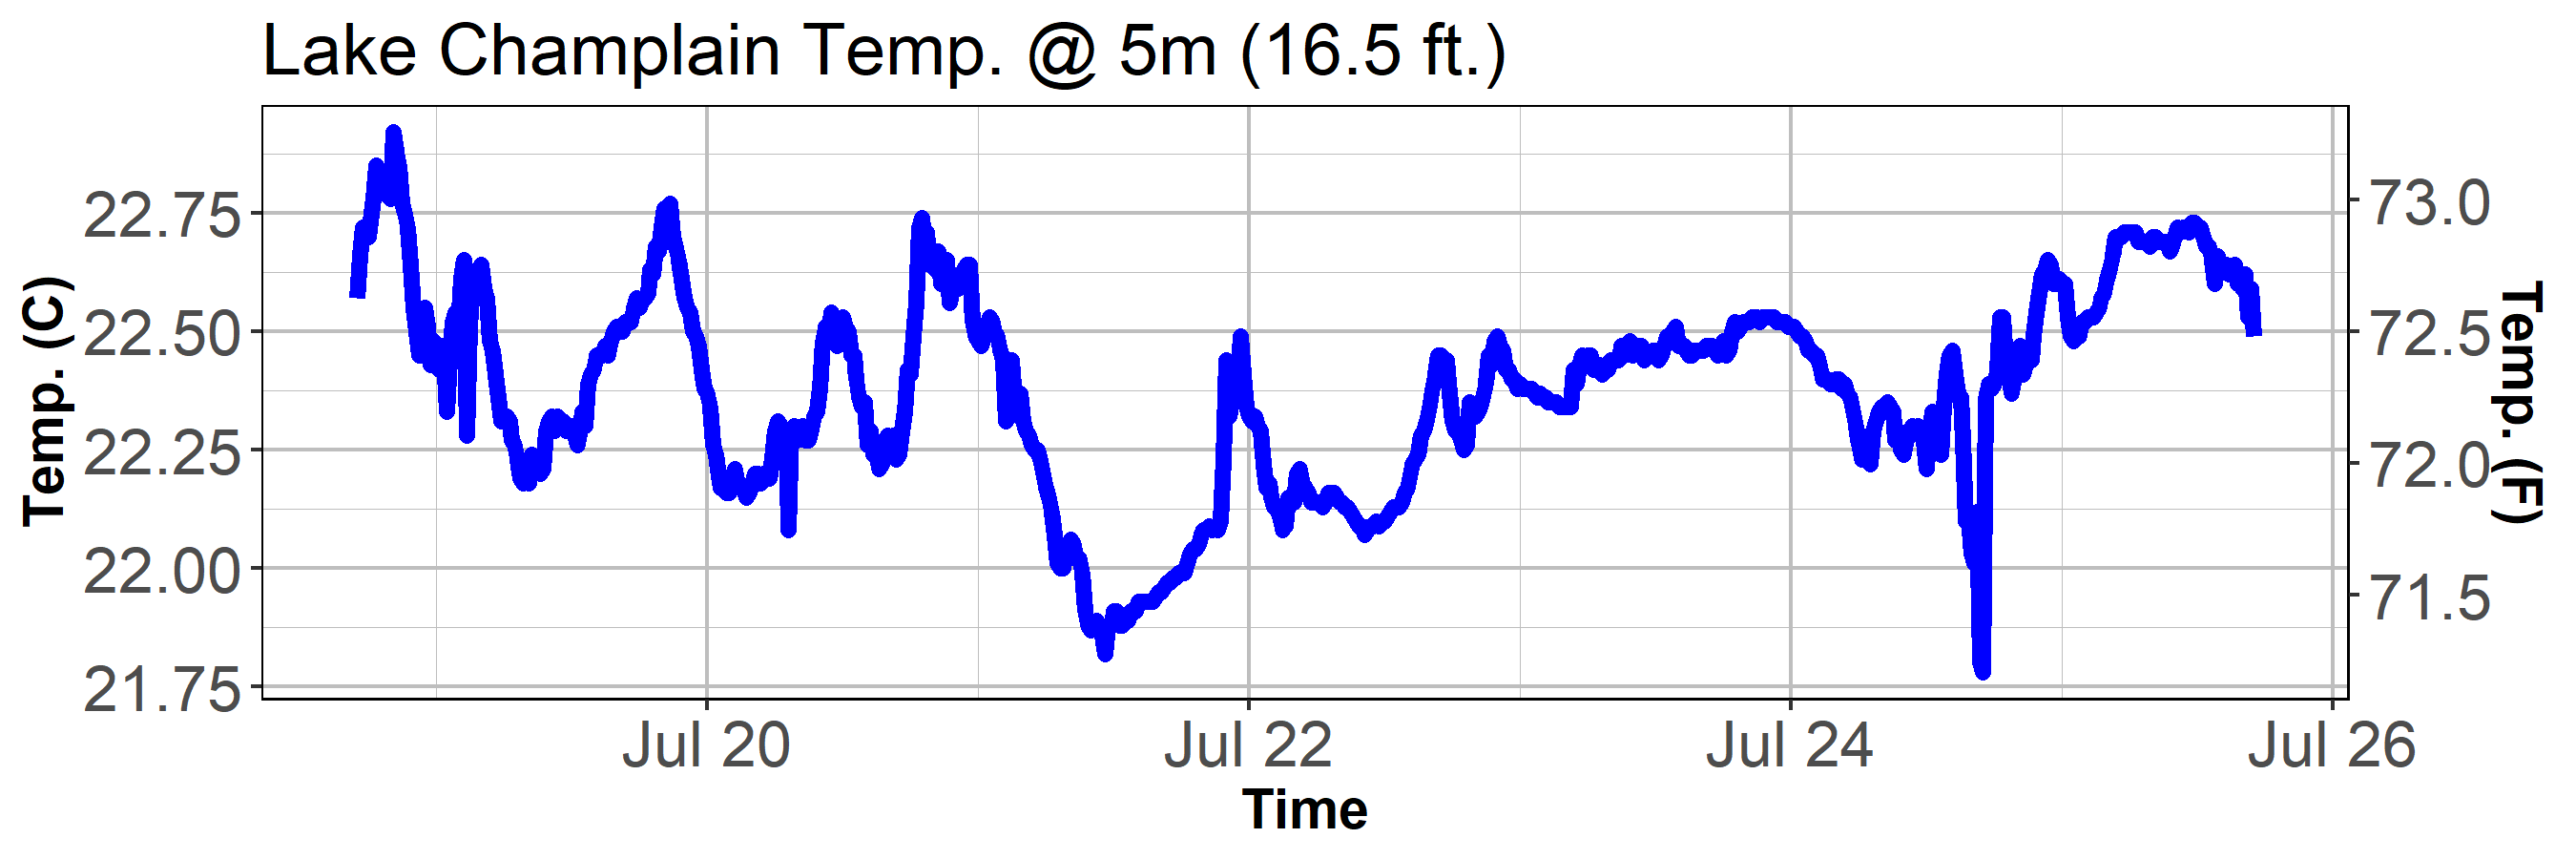 Lake Champlain Temp. @ 5m (16.5 ft.)
Temp. (C)
22.75
22.50
22.25
22.00
21.75
73.0
72.5
72.0
71.5
Temp. (F)
Jul 20 Jul 22 Jul 24 Jul 26
Time